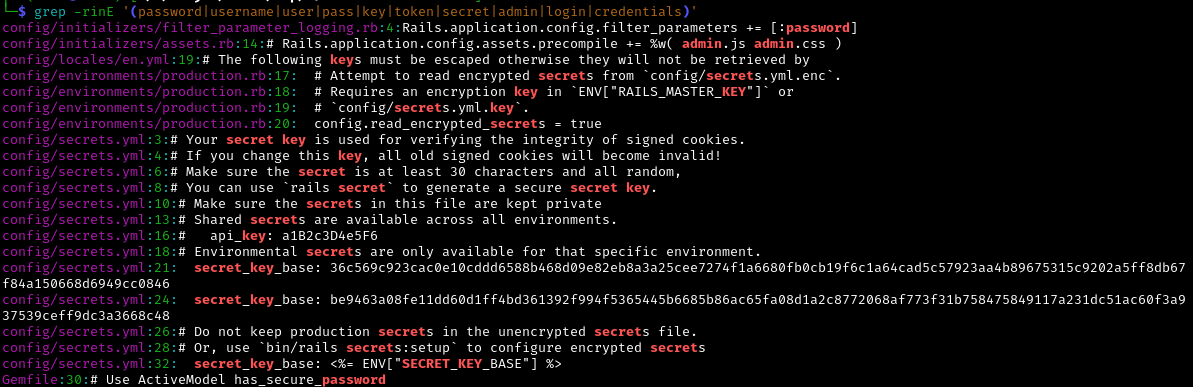 └─$ grep -rinE '(password|username|user|pass|key|token|secret|admin|login|credentials)'
config/initializers/filter_parameter_logging.rb:4:Rails.application.config.filter_parameters += [:password]
config/initializers/assets.rb:14:# Rails.application.config.assets.precompile += %w( admin.js admin.css )
config/locales/en.yml:19:# The following keys must be escaped otherwise they will not be retrieved by
config/environments/production.rb:17:  # Attempt to read encrypted secrets from `config/secrets.yml.enc`.
config/environments/production.rb:18:  # Requires an encryption key in `ENV["RAILS_MASTER_KEY"]` or
config/environments/production.rb:19:  # `config/secrets.yml.key`.
config/environments/production.rb:20:  config.read_encrypted_secrets = true
config/secrets.yml:3:# Your secret key is used for verifying the integrity of signed cookies.
config/secrets.yml:4:# If you change this key, all old signed cookies will become invalid!
config/secrets.yml:6:# Make sure the secret is at least 30 characters and all random,
config/secrets.yml:8:# You can use `rails secret` to generate a secure secret key.
config/secrets.yml:10:# Make sure the secrets in this file are kept private
config/secrets.yml:13:# Shared secrets are available across all environments.
config/secrets.yml:16:#   api_key: a1B2c3D4e5F6
config/secrets.yml:18:# Environmental secrets are only available for that specific environment.
config/secrets.yml:21:  secret_key_base: 36c569c923cac0e10cddd6588b468d09e82eb8a3a25cee7274f1a6680fb0cb19f6c1a64cad5c57923aa4b89675315c9202a5ff8db67
f84a150668d6949cc0846
config/secrets.yml:24:  secret_key_base: be9463a08fe11dd60d1ff4bd361392f994f5365445b6685b86ac65fa08d1a2c8772068af773f31b758475849117a231dc51ac60f3a9
37539ceff9dc3a3668c48
config/secrets.yml:26:# Do not keep production secrets in the unencrypted secrets file.
config/secrets.yml:28:# Or, use `bin/rails secrets:setup` to configure encrypted secrets
config/secrets.yml:32:  secret_key_base: <%= ENV["SECRET_KEY_BASE"] %>
Gemfile:30:# Use ActiveModel has_secure_password